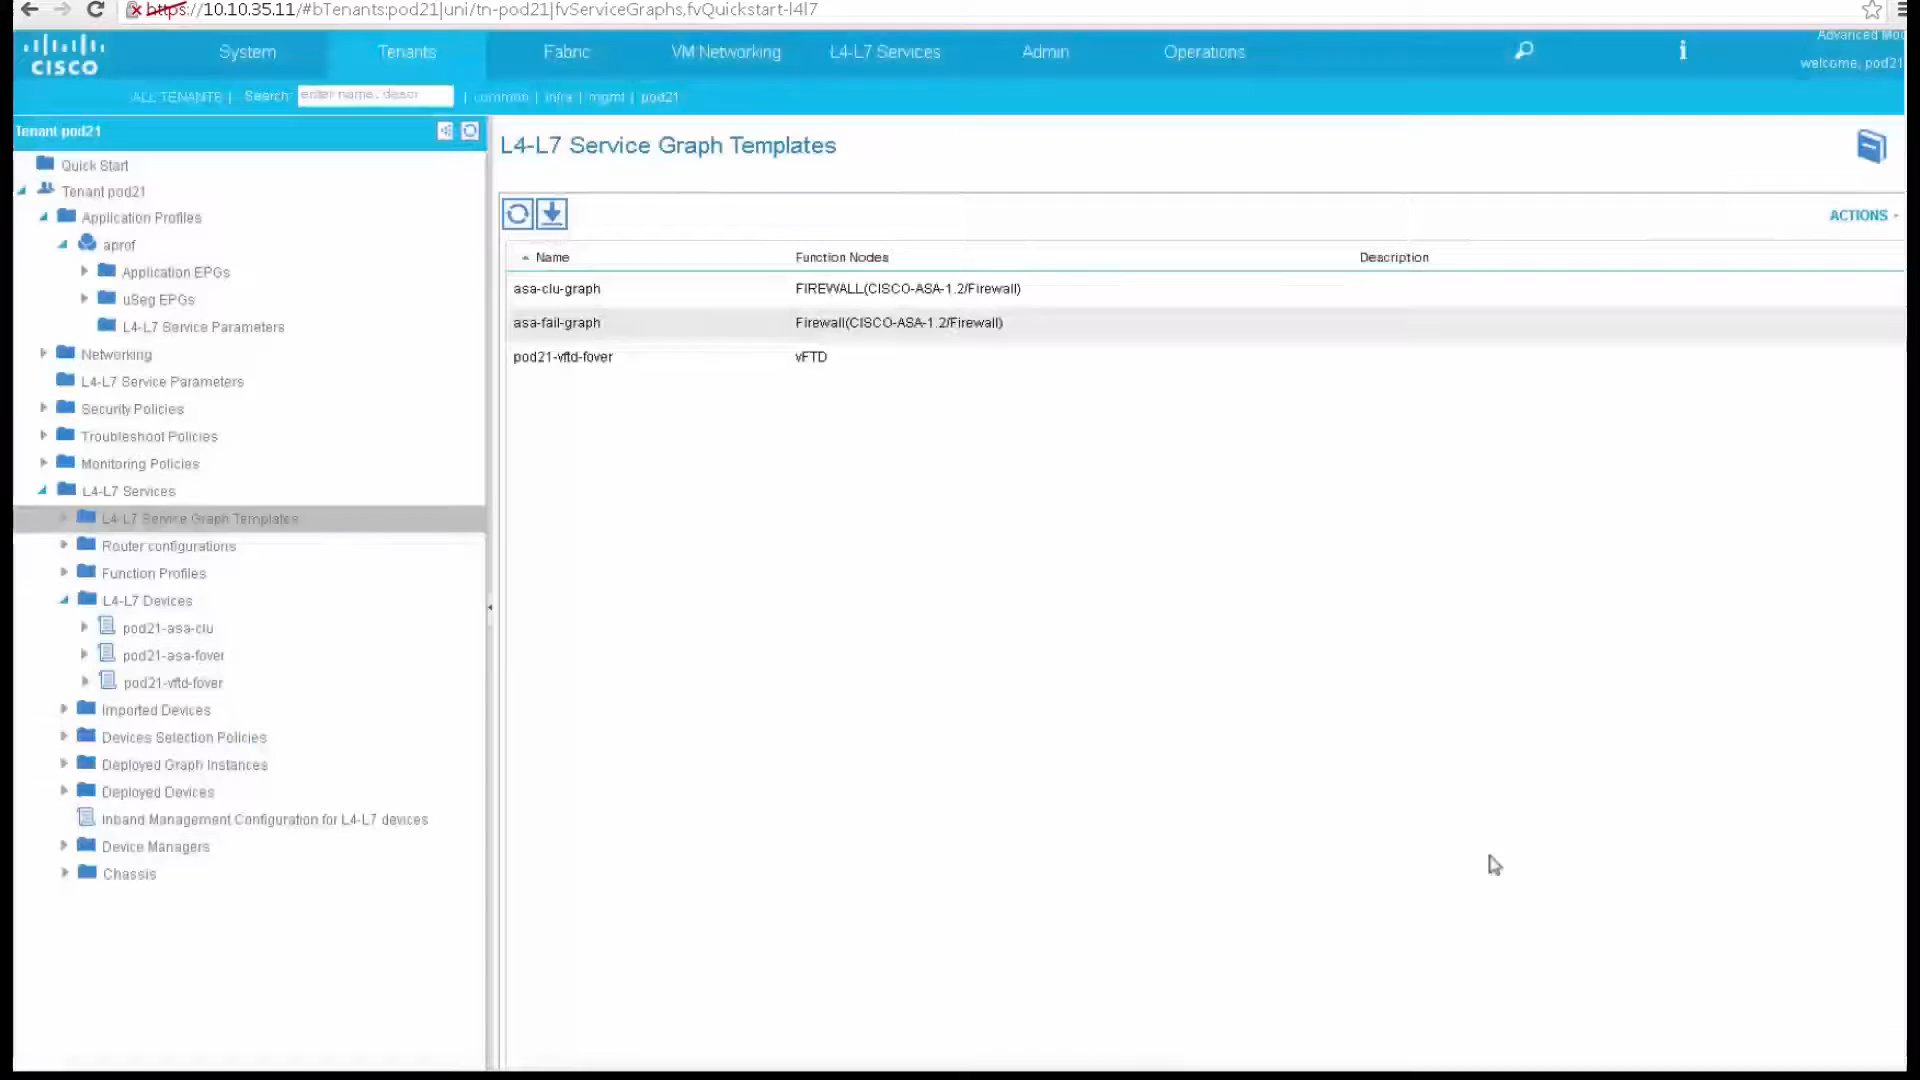 https://10.10.35.11/#bTenants:pod21|uni/tn-pod21|fvServiceGraphs,fvQuickstart-l4l7
Advanced Mo
CISCO
System
Tenants
Fabric
VM Networking
L4-L7 Services
Admin
Operations
i
welcome, pod21
ALL TENANTS | Search: enter name, descr | common | infra | mgmt | pod21
Tenant pod21
Quick Start
Tenant pod21
Application Profiles
aprof
Application EPGs
uSeg EPGs
L4-L7 Service Parameters
Networking
L4-L7 Service Parameters
Security Policies
Troubleshoot Policies
Monitoring Policies
L4-L7 Services
L4-L7 Service Graph Templates
Router configurations
Function Profiles
L4-L7 Devices
pod21-asa-clu
pod21-asa-fover
pod21-vftd-fover
Imported Devices
Devices Selection Policies
Deployed Graph Instances
Deployed Devices
Inband Management Configuration for L4-L7 devices
Device Managers
Chassis
L4-L7 Service Graph Templates
ACTIONS
Name Function Nodes Description
asa-clu-graph FIREWALL(CISCO-ASA-1.2/Firewall)
asa-fail-graph Firewall(CISCO-ASA-1.2/Firewall)
pod21-vftd-fover vFTD